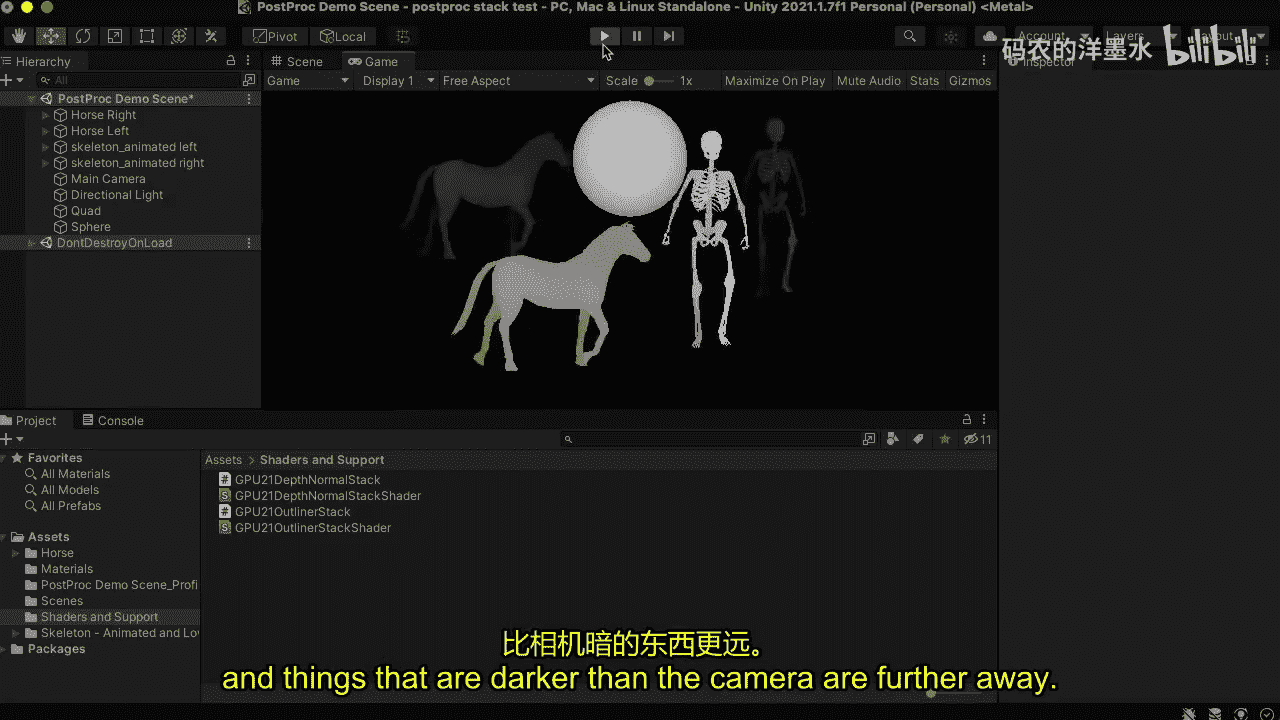 PostProc Demo Scene - postproc stack test - PC, Mac & Linux Standalone - Unity 2021.1.7f1 Personal (Personal) <Metal>
Pivot Local Account Layers
码农的洋墨水 bilibili
Hierarchy Scene Game Inspector
All Game Display 1 Free Aspect Scale 1x Maximize On Play Mute Audio Stats Gizmos
PostProc Demo Scene*
Horse Right
Horse Left
skeleton_animated left
skeleton_animated right
Main Camera
Directional Light
Quad
Sphere
DontDestroyOnLoad
Project Console
11
Favorites
All Materials
All Models
All Prefabs
Assets
Horse
Materials
PostProc Demo Scene_Profi
Scenes
Shaders and Support
Skeleton - Animated and Lov
Packages
Assets > Shaders and Support
GPU21DepthNormalStack
GPU21DepthNormalStackShader
GPU21OutlinerStack
GPU21OutlinerStackShader
比相机暗的东西更远。
and things that are darker than the camera are further away.